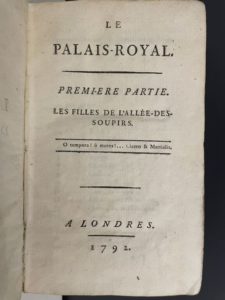 LE
PALAIS-ROYAL.
PREMIERE PARTIE.
LES FILLES DE L'ALLÉE-DES-
SOUPIRS.
O tempora! ô mores!... Cicero & Martialis.
A LONDRES.
1792.